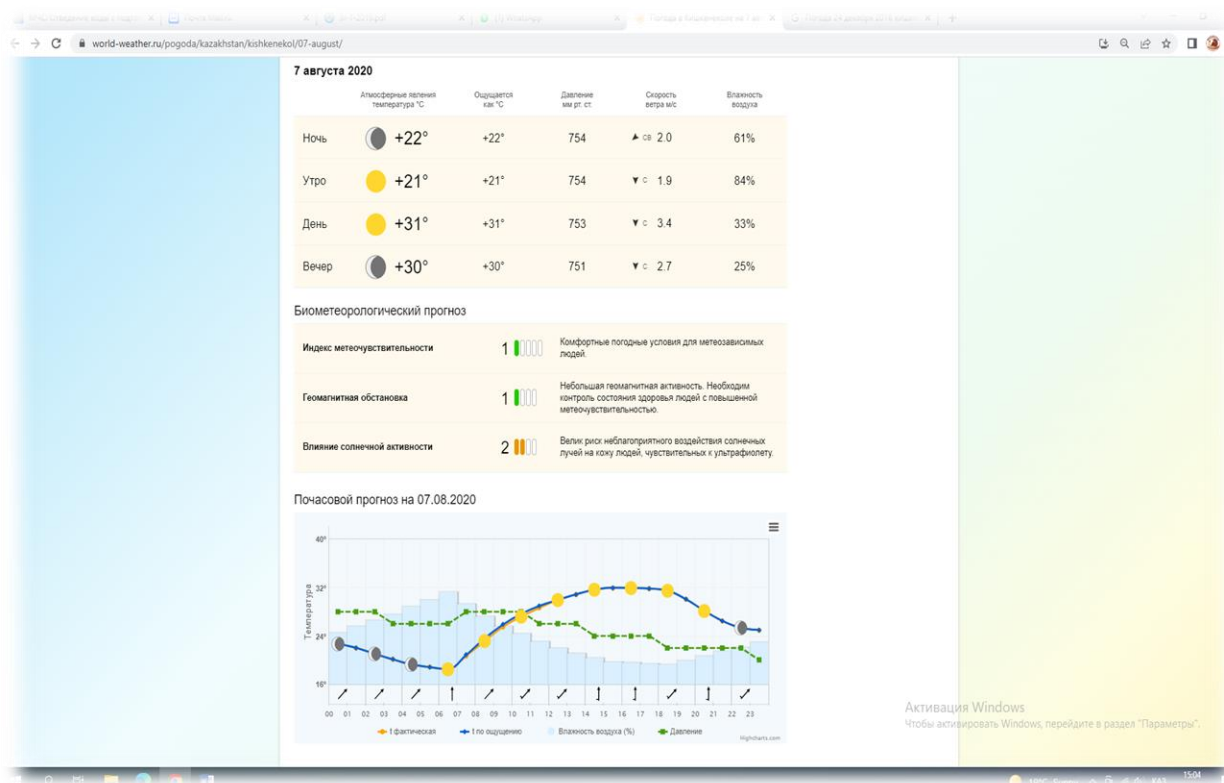 world-weather.ru/pogoda/kazakhstan/kishkenekol/07-august/
7 августа 2020
Атмосферные явления температура °C Ощущается как °C Давление мм рт. ст. Скорость ветра м/с Влажность воздуха
Ночь +22° +22° 754 СВ 2.0 61%
Утро +21° +21° 754 С 1.9 84%
День +31° +31° 753 С 3.4 33%
Вечер +30° +30° 751 С 2.7 25%
Биометеорологический прогноз
Индекс метеочувствительности 1 Комфортные погодные условия для метеозависимых
людей.
Геомагнитная обстановка 1 Небольшая геомагнитная активность. Необходим
контроль состояния здоровья людей с повышенной
метеочувствительностью.
Влияние солнечной активности 2 Велик риск неблагоприятного воздействия солнечных
лучей на кожу людей, чувствительных к ультрафиолету.
Почасовой прогноз на 07.08.2020
Температура
40°
32°
24°
16°
00 01 02 03 04 05 06 07 08 09 10 11 12 13 14 15 16 17 18 19 20 21 22 23
t фактическая t по ощущению Влажность воздуха (%) Давление
Highcharts.com
Активация Windows
Чтобы активировать Windows, перейдите в раздел "Параметры".
15:04